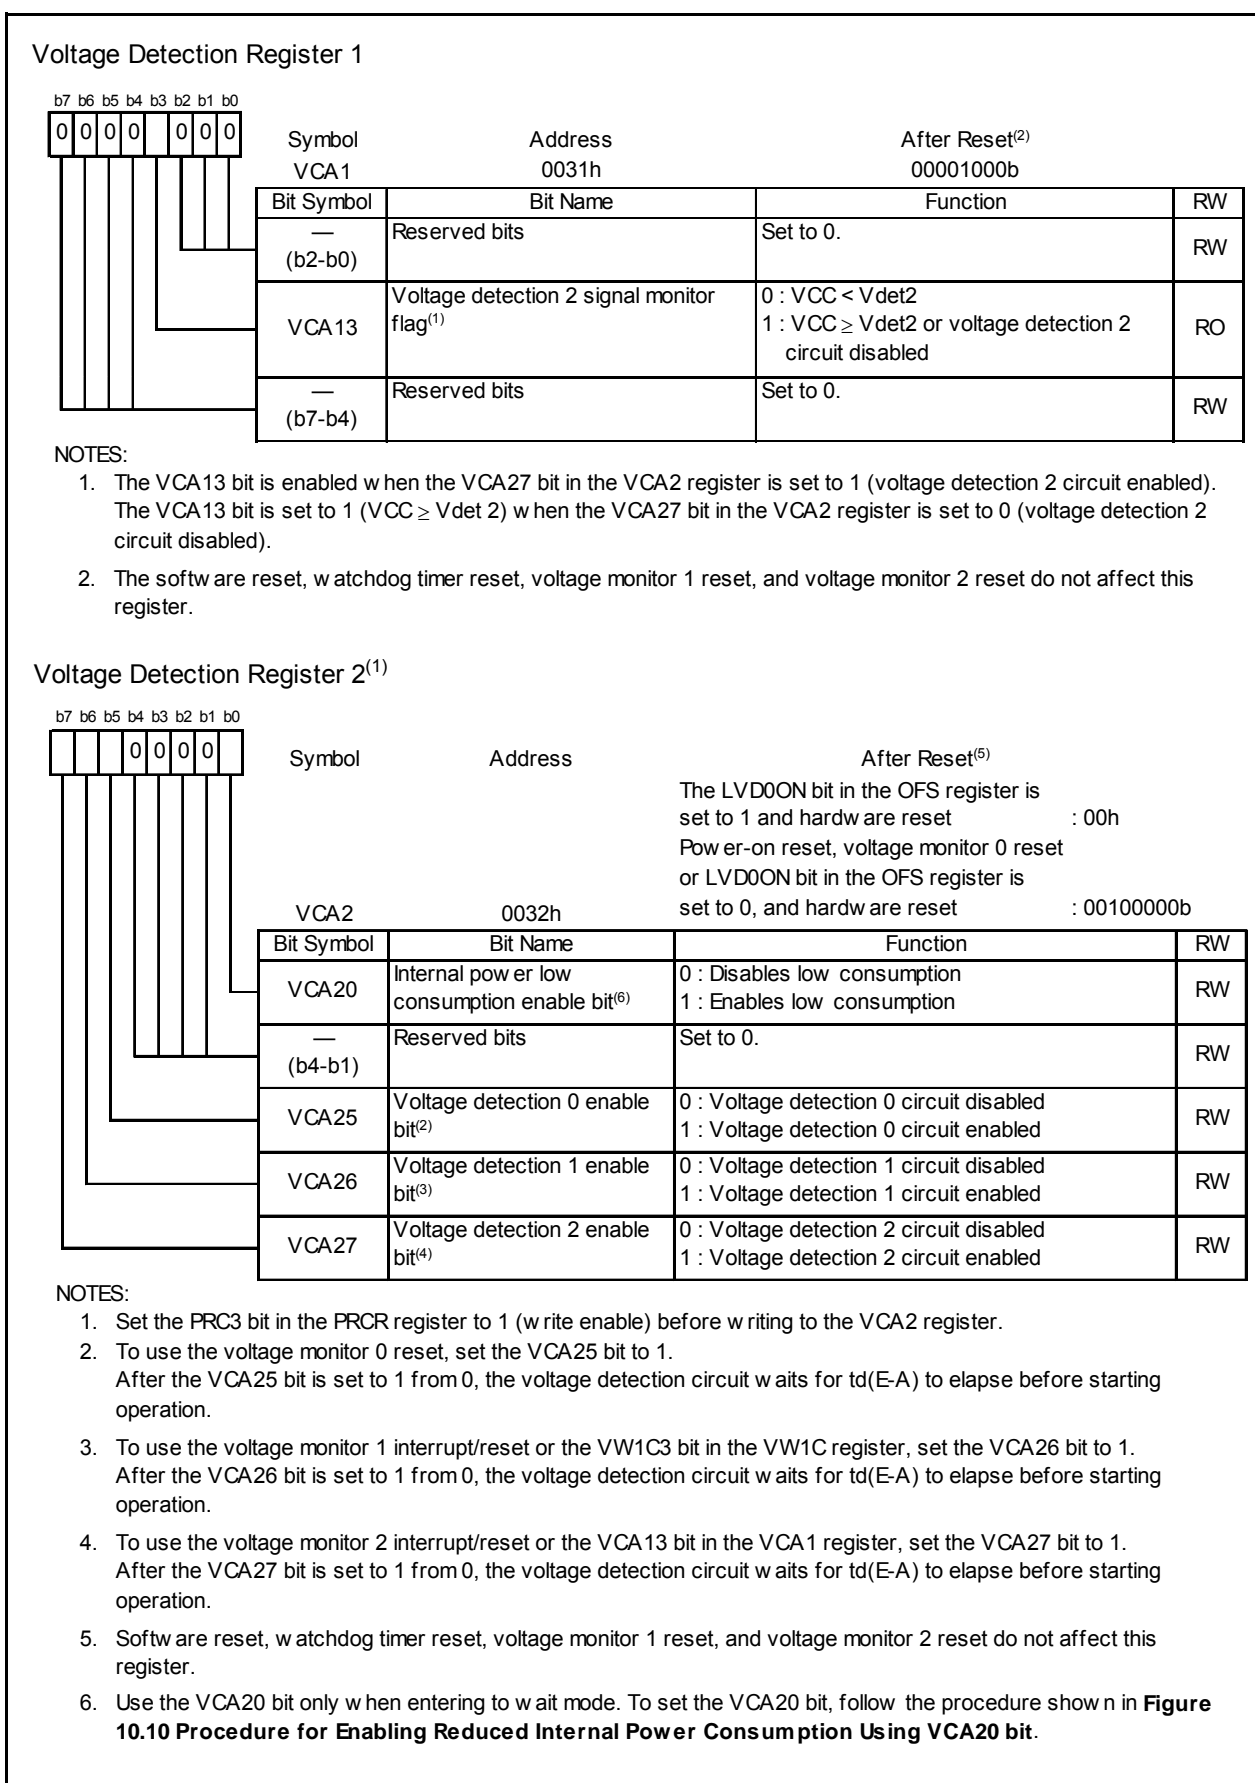 Voltage Detection Register 1
b7 b6 b5 b4 b3 b2 b1 b0
0 0 0 0 0 0 0
Symbol Address After Reset(2)
VCA1 0031h 00001000b
Bit Symbol Bit Name Function RW
— (b2-b0) Reserved bits Set to 0. RW
VCA13 Voltage detection 2 signal monitor flag(1) 0 : VCC < Vdet2
1 : VCC ≥ Vdet2 or voltage detection 2
circuit disabled RO
— (b7-b4) Reserved bits Set to 0. RW
NOTES:
1. The VCA13 bit is enabled when the VCA27 bit in the VCA2 register is set to 1 (voltage detection 2 circuit enabled).
The VCA13 bit is set to 1 (VCC ≥ Vdet 2) when the VCA27 bit in the VCA2 register is set to 0 (voltage detection 2
circuit disabled).
2. The software reset, watchdog timer reset, voltage monitor 1 reset, and voltage monitor 2 reset do not affect this
register.
Voltage Detection Register 2(1)
b7 b6 b5 b4 b3 b2 b1 b0
0 0 0 0
Symbol Address After Reset(5)
The LVD0ON bit in the OFS register is
set to 1 and hardware reset : 00h
Power-on reset, voltage monitor 0 reset
or LVD0ON bit in the OFS register is
VCA2 0032h set to 0, and hardware reset : 00100000b
Bit Symbol Bit Name Function RW
VCA20 Internal power low consumption enable bit(6) 0 : Disables low consumption
1 : Enables low consumption RW
— (b4-b1) Reserved bits Set to 0. RW
VCA25 Voltage detection 0 enable bit(2) 0 : Voltage detection 0 circuit disabled
1 : Voltage detection 0 circuit enabled RW
VCA26 Voltage detection 1 enable bit(3) 0 : Voltage detection 1 circuit disabled
1 : Voltage detection 1 circuit enabled RW
VCA27 Voltage detection 2 enable bit(4) 0 : Voltage detection 2 circuit disabled
1 : Voltage detection 2 circuit enabled RW
NOTES:
1. Set the PRC3 bit in the PRCR register to 1 (write enable) before writing to the VCA2 register.
2. To use the voltage monitor 0 reset, set the VCA25 bit to 1.
After the VCA25 bit is set to 1 from 0, the voltage detection circuit waits for td(E-A) to elapse before starting
operation.
3. To use the voltage monitor 1 interrupt/reset or the VW1C3 bit in the VW1C register, set the VCA26 bit to 1.
After the VCA26 bit is set to 1 from 0, the voltage detection circuit waits for td(E-A) to elapse before starting
operation.
4. To use the voltage monitor 2 interrupt/reset or the VCA13 bit in the VCA1 register, set the VCA27 bit to 1.
After the VCA27 bit is set to 1 from 0, the voltage detection circuit waits for td(E-A) to elapse before starting
operation.
5. Software reset, watchdog timer reset, voltage monitor 1 reset, and voltage monitor 2 reset do not affect this
register.
6. Use the VCA20 bit only when entering to wait mode. To set the VCA20 bit, follow the procedure shown in Figure
10.10 Procedure for Enabling Reduced Internal Power Consumption Using VCA20 bit.